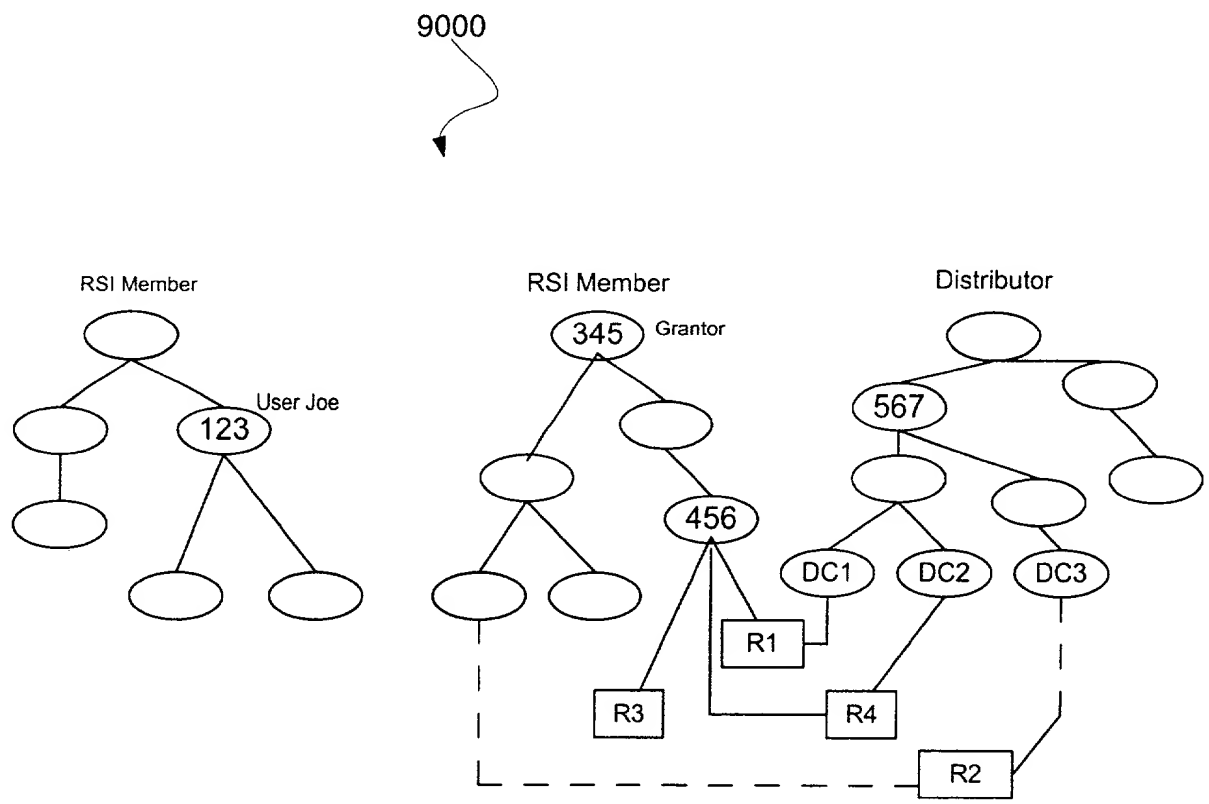 9000
RSI Member
RSI Member
Distributor
345
Grantor
User Joe
123
567
456
DC1
DC2
DC3
R1
R3
R4
R2